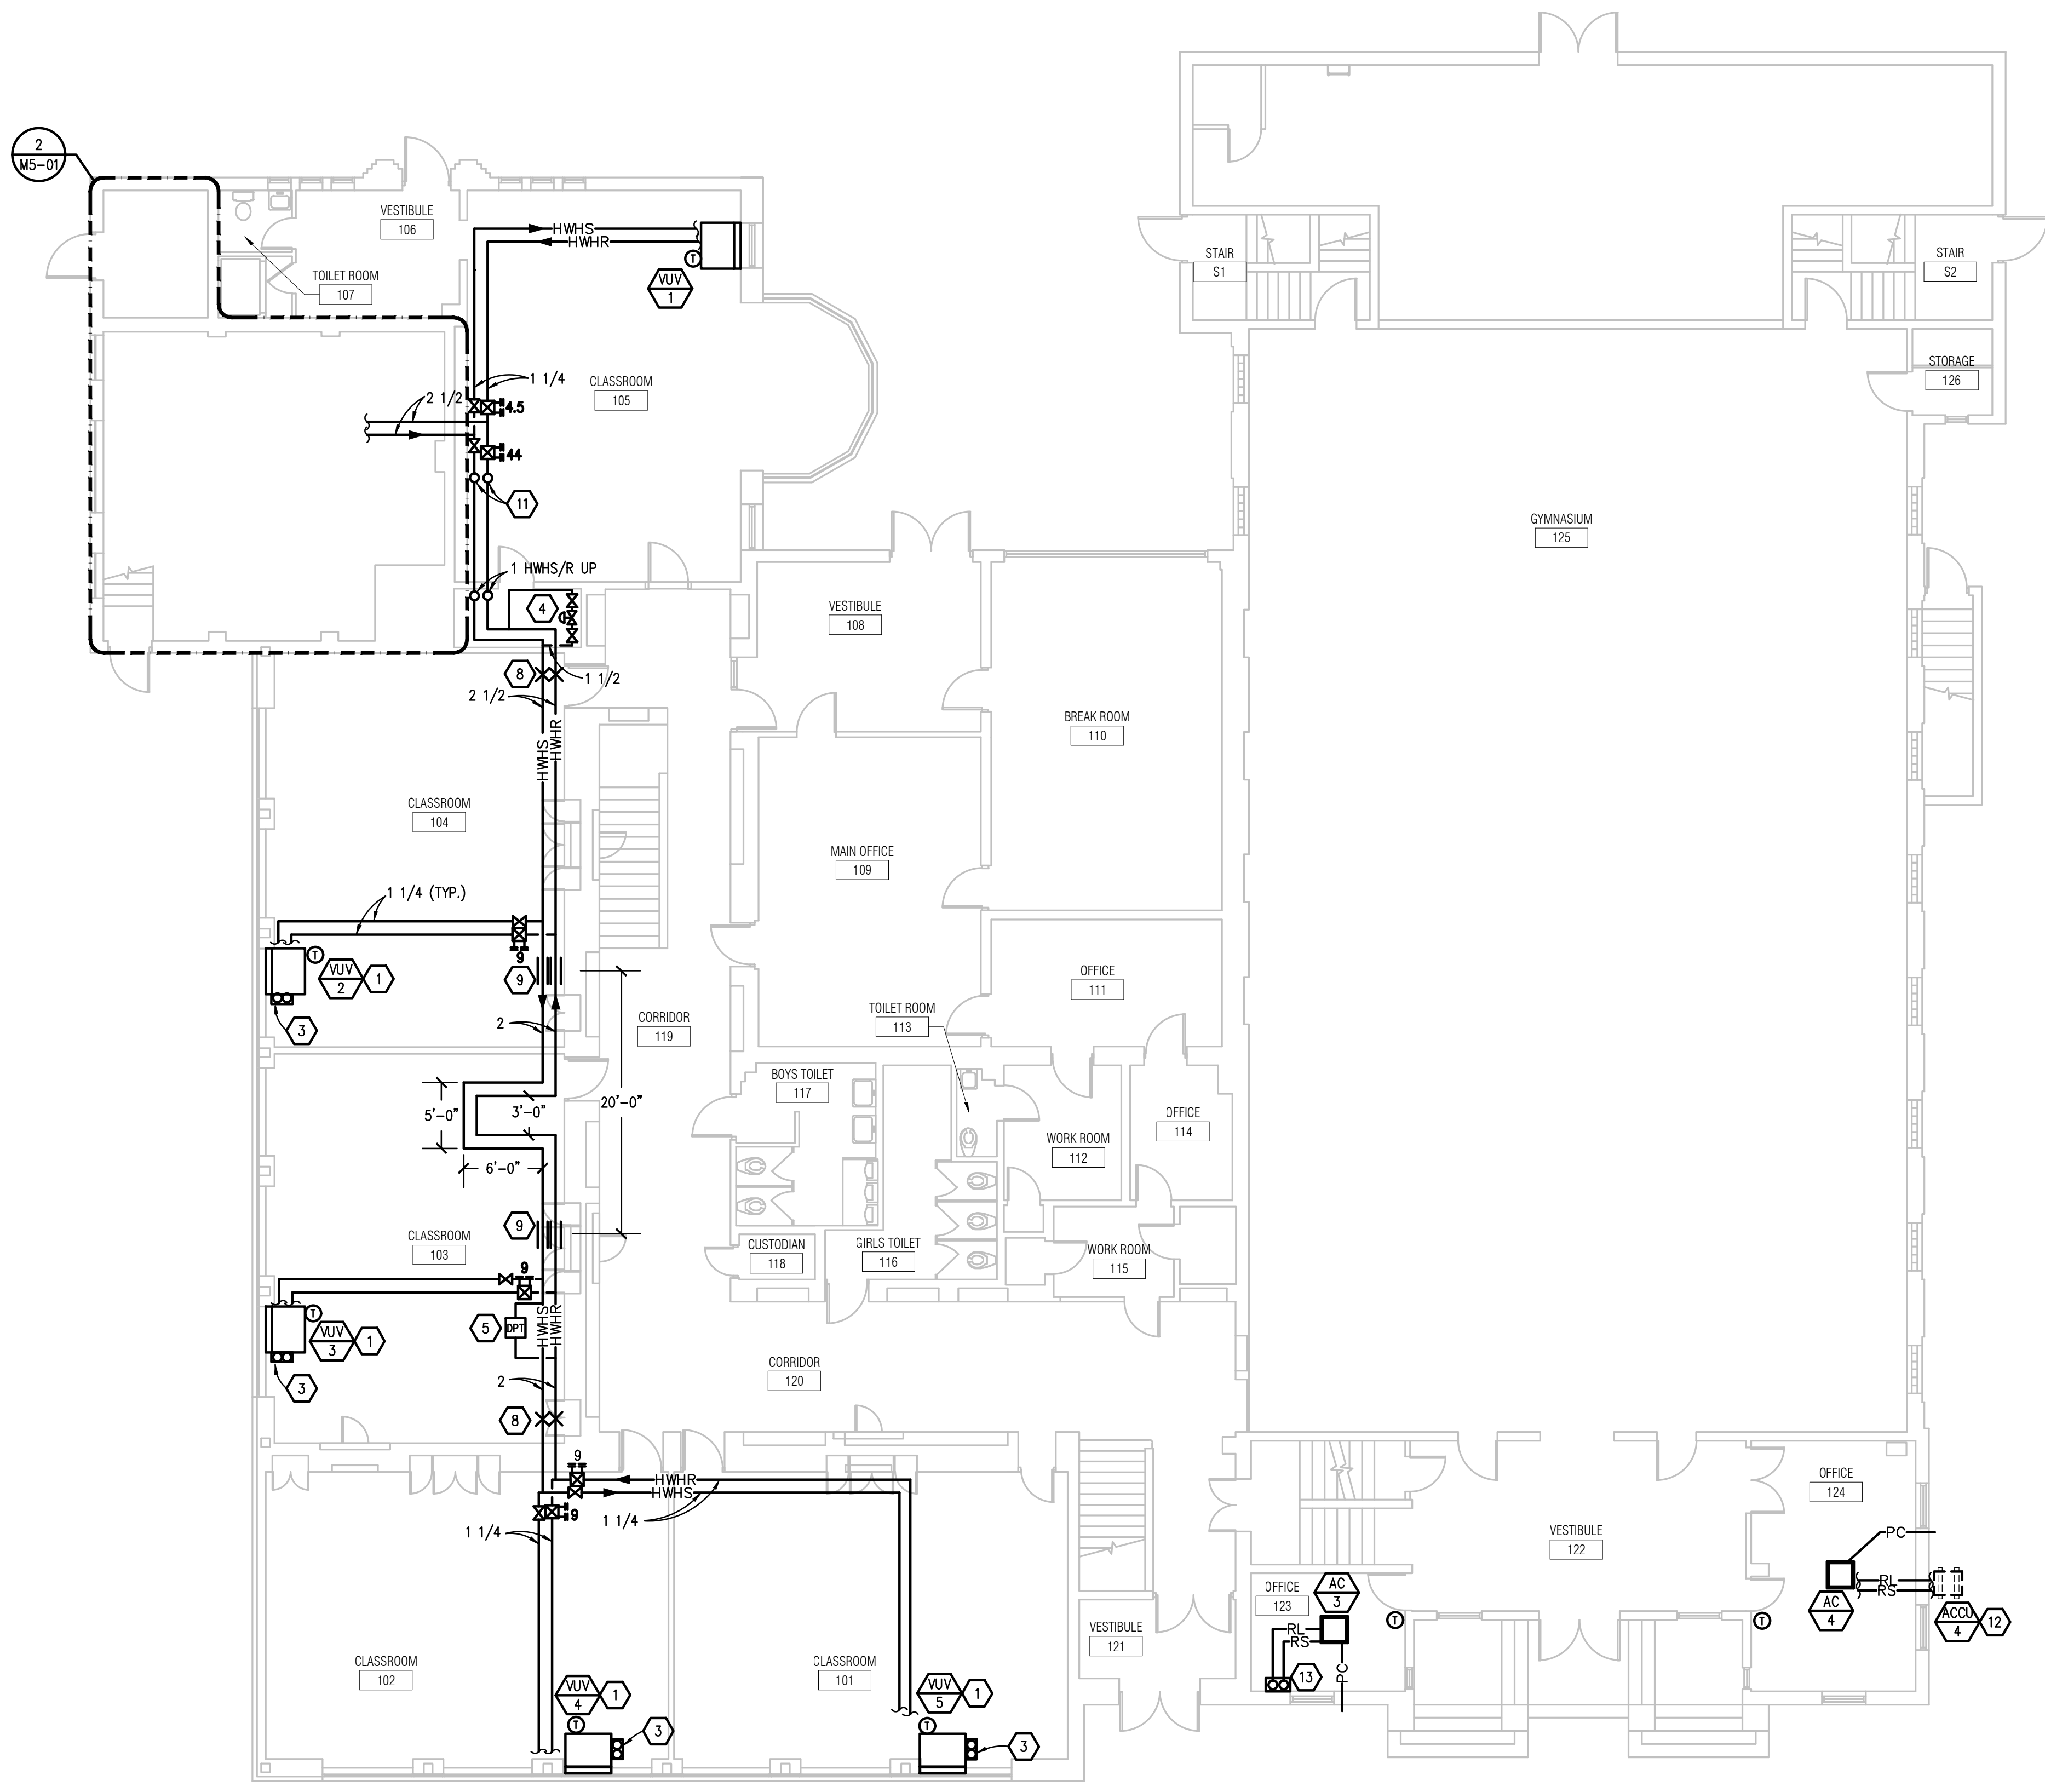 2
M5-01
VESTIBULE
106
TOILET ROOM
107
HWHS
HWHR
T
VUV
1
STAIR
S1
STAIR
S2
STORAGE
126
1 1/4
CLASSROOM
105
2 1/2
4.5
44
11
GYMNASIUM
125
1 HWHS/R UP
4
VESTIBULE
108
8
1 1/2
2 1/2
HWHS
HWHR
BREAK ROOM
110
CLASSROOM
104
MAIN OFFICE
109
1 1/4 (TYP.)
9
T
VUV
2
1
9
3
2
CORRIDOR
119
OFFICE
111
TOILET ROOM
113
BOYS TOILET
117
5'-0"
3'-0"
20'-0"
6'-0"
OFFICE
114
WORK ROOM
112
9
CLASSROOM
103
CUSTODIAN
118
GIRLS TOILET
116
WORK ROOM
115
9
T
VUV
3
1
5
DPT
HWHS
HWHR
3
2
8
CORRIDOR
120
9
HWHR
HWHS
9
1 1/4
1 1/4
OFFICE
124
VESTIBULE
122
PC
RL
RS
AC
4
ACCU
4
12
T
OFFICE
123
AC
3
T
RL
RS
13
PC
VESTIBULE
121
CLASSROOM
102
CLASSROOM
101
VUV
4
1
T
3
VUV
5
1
T
3